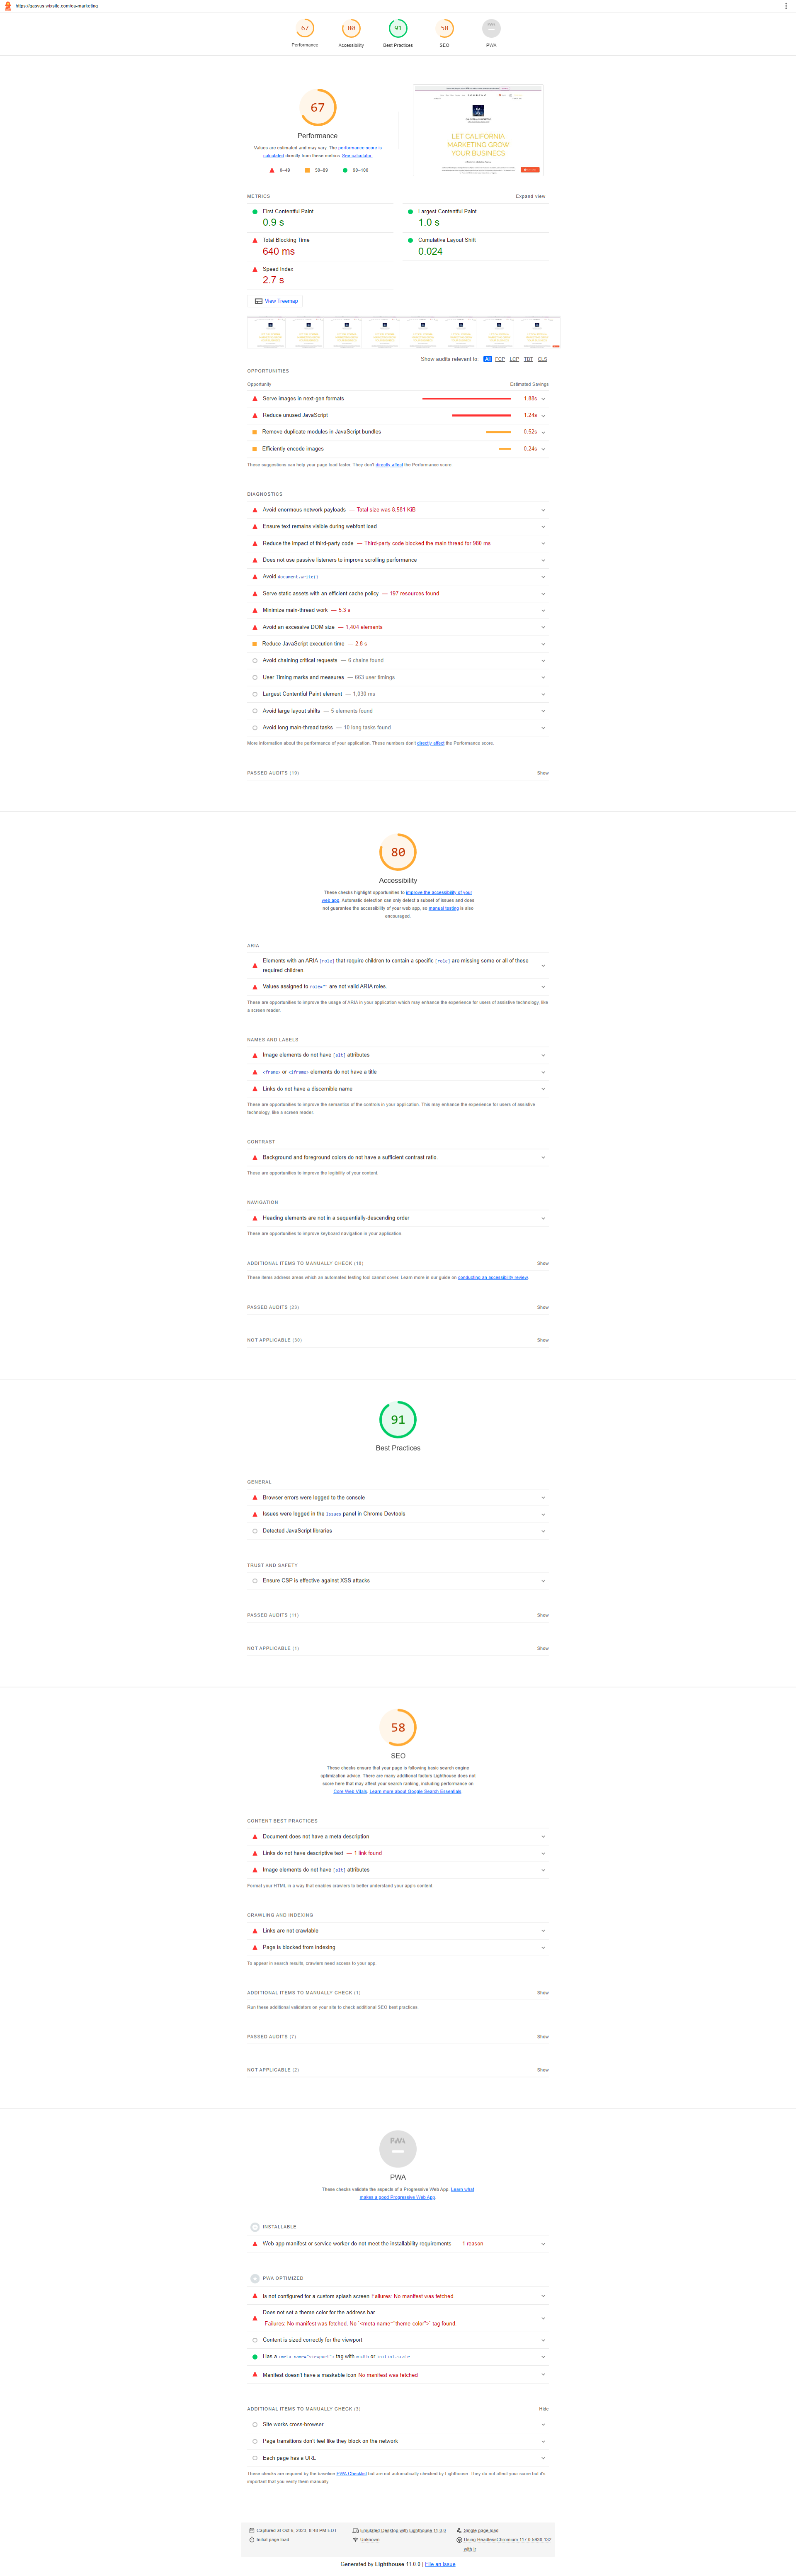 https://qasvus.wixsite.com/ca-marketing
67
80
91
58
Performance
Accessibility
Best Practices
SEO
PWA
67
Performance
Values are estimated and may vary. The performance score is
calculated directly from these metrics. See calculator.
0–49
50–89
90–100
LET CALIFORNIA
MARKETING GROW
YOUR BUSINECS.
METRICS
Expand view
First Contentful Paint
0.9 s
Largest Contentful Paint
1.0 s
Total Blocking Time
640 ms
Cumulative Layout Shift
0.024
Speed Index
2.7 s
View Treemap
Show audits relevant to: All FCP LCP TBT CLS
OPPORTUNITIES
Opportunity
Estimated Savings
Serve images in next-gen formats
1.88s
Reduce unused JavaScript
1.24s
Remove duplicate modules in JavaScript bundles
0.52s
Efficiently encode images
0.24s
These suggestions can help your page load faster. They don't directly affect the Performance score.
DIAGNOSTICS
Avoid enormous network payloads — Total size was 8,581 KiB
Ensure text remains visible during webfont load
Reduce the impact of third-party code — Third-party code blocked the main thread for 980 ms
Does not use passive listeners to improve scrolling performance
Avoid document.write()
Serve static assets with an efficient cache policy — 197 resources found
Minimize main-thread work — 5.3 s
Avoid an excessive DOM size — 1,404 elements
Reduce JavaScript execution time — 2.8 s
Avoid chaining critical requests — 6 chains found
User Timing marks and measures — 663 user timings
Largest Contentful Paint element — 1,030 ms
Avoid large layout shifts — 5 elements found
Avoid long main-thread tasks — 10 long tasks found
More information about the performance of your application. These numbers don't directly affect the Performance score.
PASSED AUDITS (19)
Show
80
Accessibility
These checks highlight opportunities to improve the accessibility of your
web app. Automatic detection can only detect a subset of issues and does
not guarantee the accessibility of your web app, so manual testing is also
encouraged.
ARIA
Elements with an ARIA [role] that require children to contain a specific [role] are missing some or all of those
required children.
Values assigned to role="" are not valid ARIA roles.
These are opportunities to improve the usage of ARIA in your application which may enhance the experience for users of assistive technology, like
a screen reader.
NAMES AND LABELS
Image elements do not have [alt] attributes
<frame> or <iframe> elements do not have a title
Links do not have a discernible name
These are opportunities to improve the semantics of the controls in your application. This may enhance the experience for users of assistive
technology, like a screen reader.
CONTRAST
Background and foreground colors do not have a sufficient contrast ratio.
These are opportunities to improve the legibility of your content.
NAVIGATION
Heading elements are not in a sequentially-descending order
These are opportunities to improve keyboard navigation in your application.
ADDITIONAL ITEMS TO MANUALLY CHECK (10)
Show
These items address areas which an automated testing tool cannot cover. Learn more in our guide on conducting an accessibility review.
PASSED AUDITS (23)
Show
NOT APPLICABLE (30)
Show
91
Best Practices
GENERAL
Browser errors were logged to the console
Issues were logged in the Issues panel in Chrome Devtools
Detected JavaScript libraries
TRUST AND SAFETY
Ensure CSP is effective against XSS attacks
PASSED AUDITS (11)
Show
NOT APPLICABLE (1)
Show
58
SEO
These checks ensure that your page is following basic search engine
optimization advice. There are many additional factors Lighthouse does not
score here that may affect your search ranking, including performance on
Core Web Vitals. Learn more about Google Search Essentials.
CONTENT BEST PRACTICES
Document does not have a meta description
Links do not have descriptive text — 1 link found
Image elements do not have [alt] attributes
Format your HTML in a way that enables crawlers to better understand your app's content.
CRAWLING AND INDEXING
Links are not crawlable
Page is blocked from indexing
To appear in search results, crawlers need access to your app.
ADDITIONAL ITEMS TO MANUALLY CHECK (1)
Show
Run these additional validators on your site to check additional SEO best practices.
PASSED AUDITS (7)
Show
NOT APPLICABLE (2)
Show
PWA
PWA
These checks validate the aspects of a Progressive Web App. Learn what
makes a good Progressive Web App.
INSTALLABLE
Web app manifest or service worker do not meet the installability requirements — 1 reason
PWA OPTIMIZED
Is not configured for a custom splash screen Failures: No manifest was fetched.
Does not set a theme color for the address bar.
Failures: No manifest was fetched, No `<meta name="theme-color">` tag found.
Content is sized correctly for the viewport
Has a <meta name="viewport"> tag with width or initial-scale
Manifest doesn't have a maskable icon No manifest was fetched
ADDITIONAL ITEMS TO MANUALLY CHECK (3)
Hide
Site works cross-browser
Page transitions don't feel like they block on the network
Each page has a URL
These checks are required by the baseline PWA Checklist but are not automatically checked by Lighthouse. They do not affect your score but it's
important that you verify them manually.
Emulated Desktop with Lighthouse 11.0.0
Single page load
Initial page load
Unknown
Using HeadlessChromium 117.0.5938.132
with lr
Generated by Lighthouse 11.0.0 | File an issue